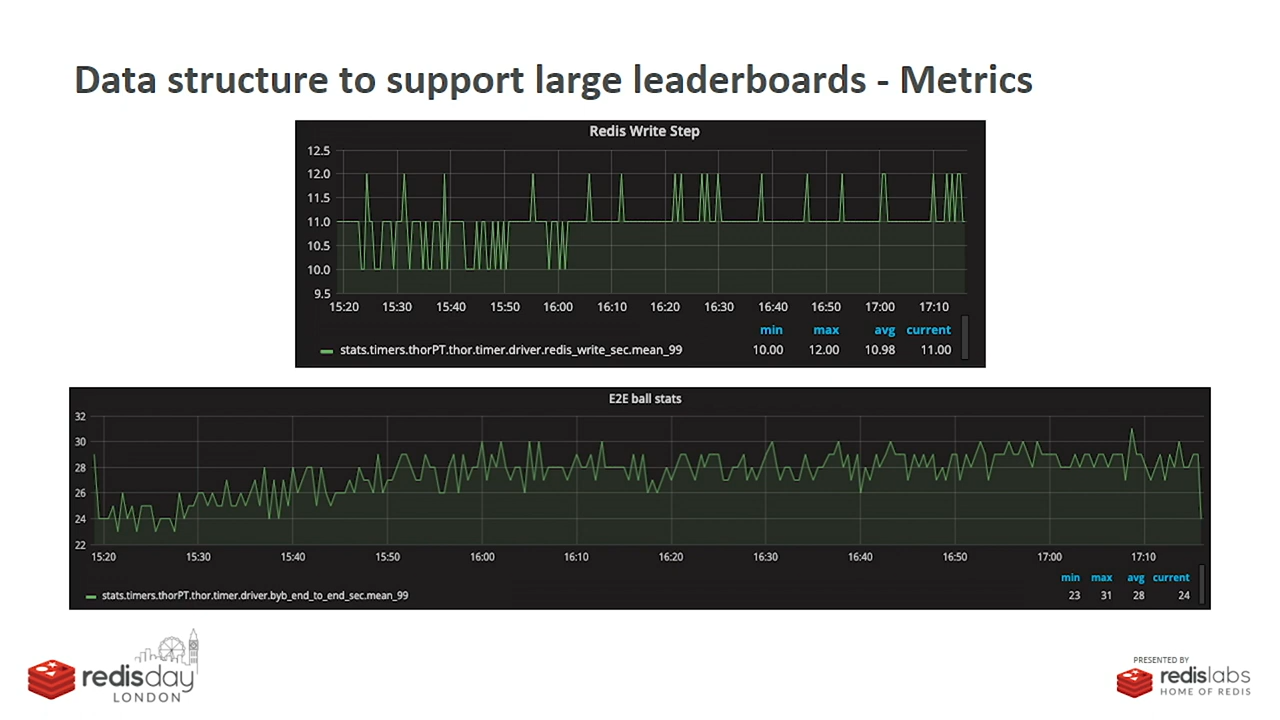 Data structure to support large leaderboards - Metrics
Redis Write Step
12.5
12.0
11.5
11.0
10.5
10.0
9.5
15:20 15:30 15:40 15:50 16:00 16:10 16:20 16:30 16:40 16:50 17:00 17:10
min max avg current
stats.timers.thorPT.thor.timer.driver.redis_write_sec.mean_99 10.00 12.00 10.98 11.00
E2E ball stats
32
30
28
26
24
22
15:20 15:30 15:40 15:50 16:00 16:10 16:20 16:30 16:40 16:50 17:00 17:10
min max avg current
stats.timers.thorPT.thor.timer.driver.byb_end_to_end_sec.mean_99 23 31 28 24
redisday
LONDON
PRESENTED BY
redislabs
HOME OF REDIS